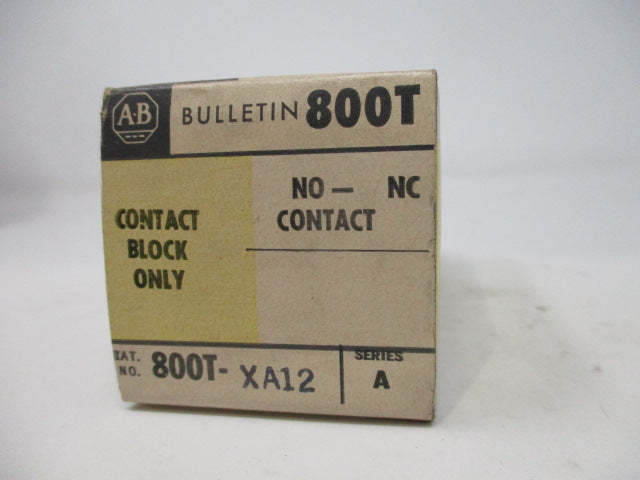 A-B
BULLETIN 800T
CONTACT
BLOCK
ONLY
NO — NC
CONTACT
CAT.
NO. 800T- XA12
SERIES
A